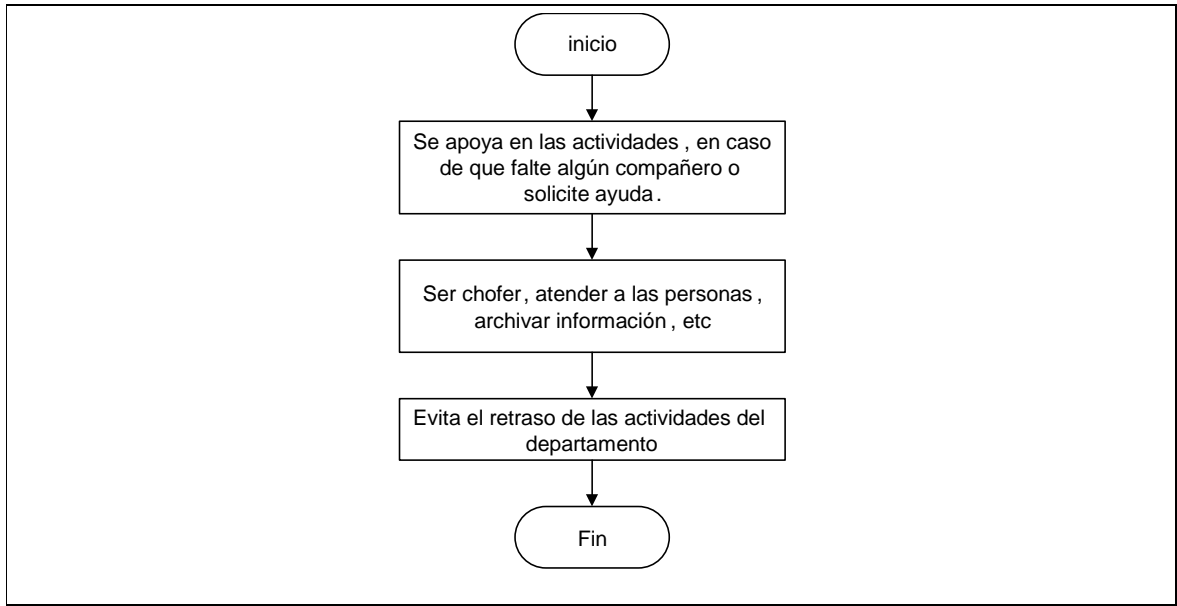 inicio
Se apoya en las actividades , en caso
de que falte algún compañero o
solicite ayuda .
Ser chofer , atender a las personas ,
archivar información , etc
Evita el retraso de las actividades del
departamento
Fin